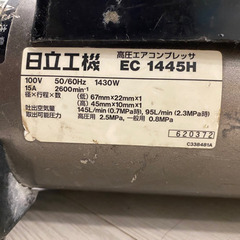 日立工機 高圧エアコンプレッサ EC 1445H
100V 50/60Hz 1430W
15A 2600min⁻¹
径×行程×数 (低) 67mm×22mm×1
(高) 45mm×10mm×1
吐出空気量 145L(0.7MPa時), 95L/min(2.3MPa時)
取出可能圧力 高圧用 2.5MPa, 一般用 0.8MPa
620372
C338481A